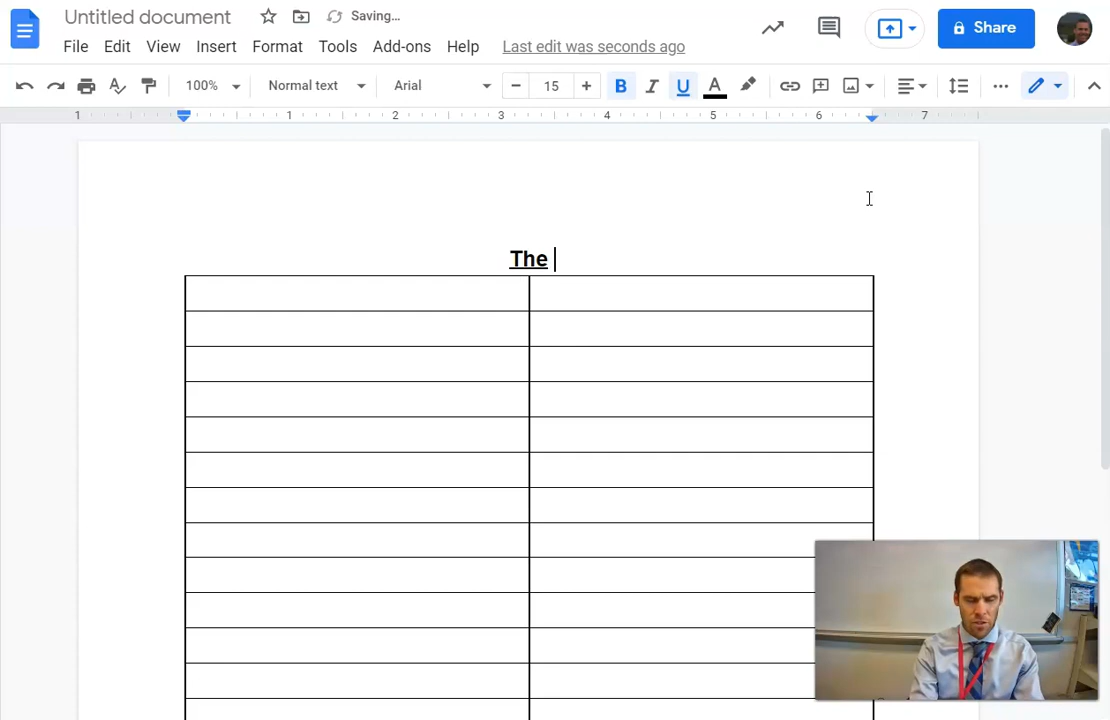 Untitled document Saving…
File Edit View Insert Format Tools Add-ons Help Last edit was seconds ago
Share
100% Normal text Arial 15 B I U A
1 1 2 3 4 5 6 7
The